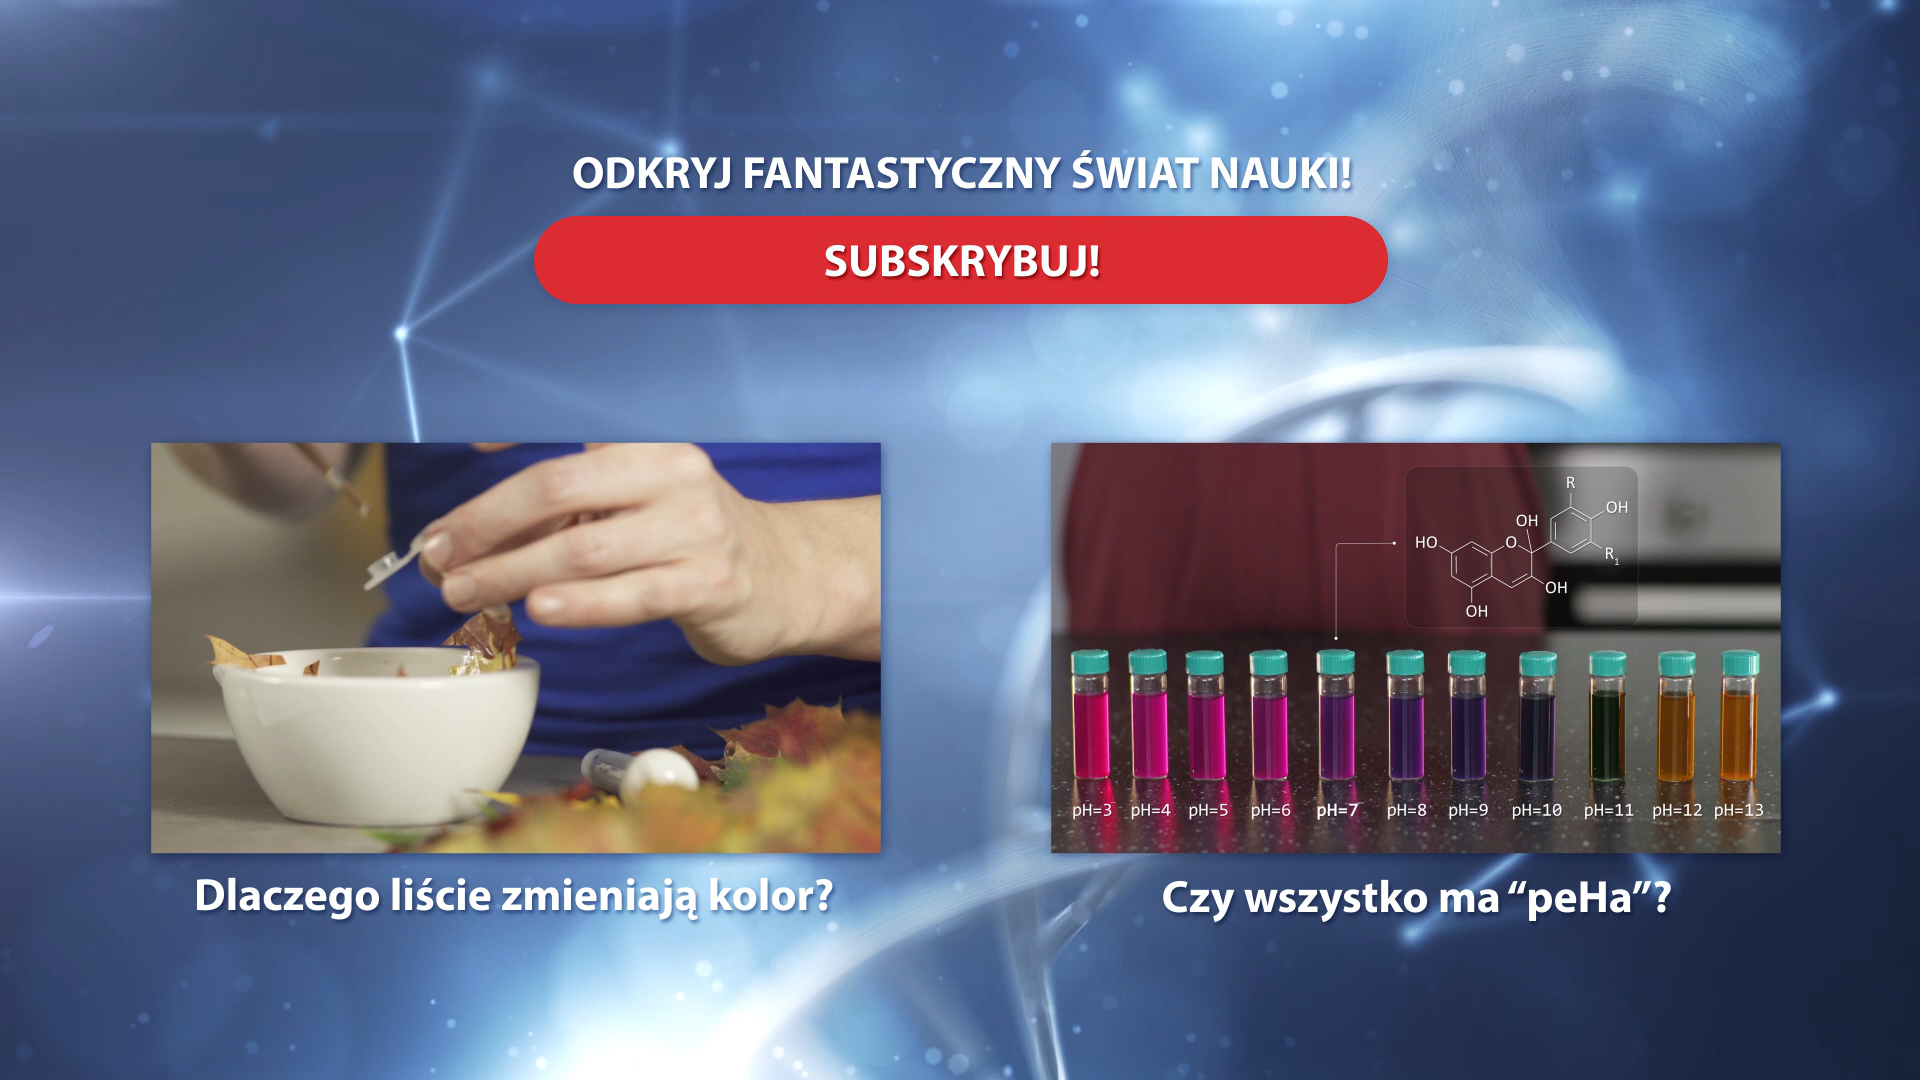 ODKRYJ FANTASTYCZNY ŚWIAT NAUKI!
SUBSKRYBUJ!
R
OH
OH
HO
O
R1
OH
OH
pH=3 pH=4 pH=5 pH=6 pH=7 pH=8 pH=9 pH=10 pH=11 pH=12 pH=13
Dlaczego liście zmieniają kolor?
Czy wszystko ma “peHa”?